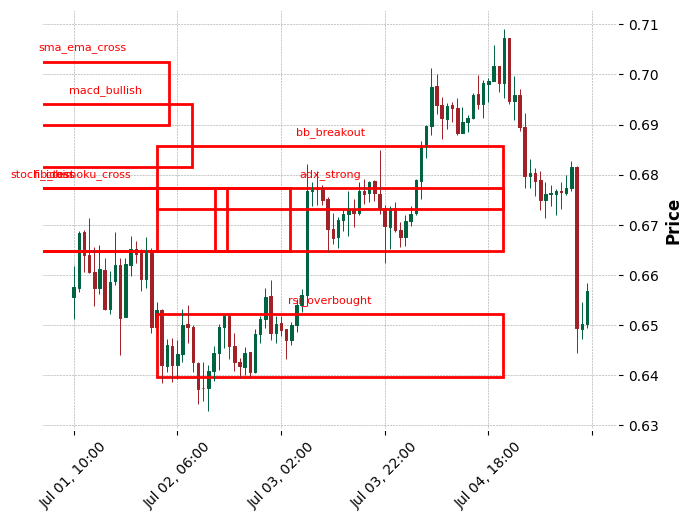 sma_ema_cross
macd_bullish
bb_breakout
adx_strong
rsi_overbought
0.71
0.70
0.69
0.68
0.67
0.66
0.65
0.64
0.63
Price
Jul 01, 10:00
Jul 02, 06:00
Jul 03, 02:00
Jul 03, 22:00
Jul 04, 18:00